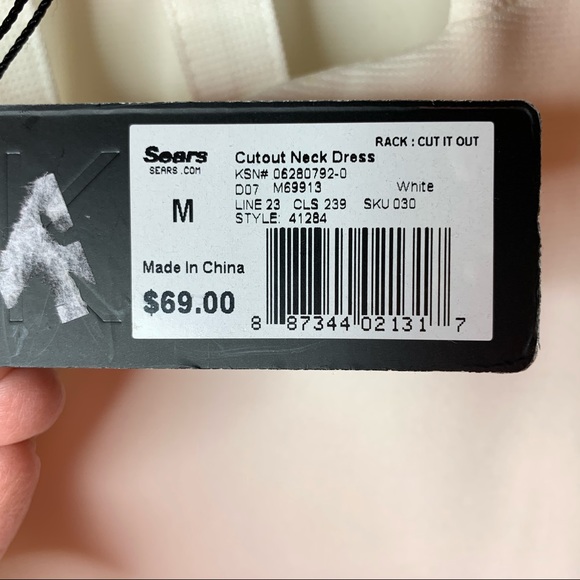 RACK : CUT IT OUT
Sears
SEARS.COM
Cutout Neck Dress
KSN# 06280792-0
D07 M69913 White
M
LINE 23 CLS 239 SKU 030
STYLE: 41284
Made In China
$69.00
8 87344 02131 7
K